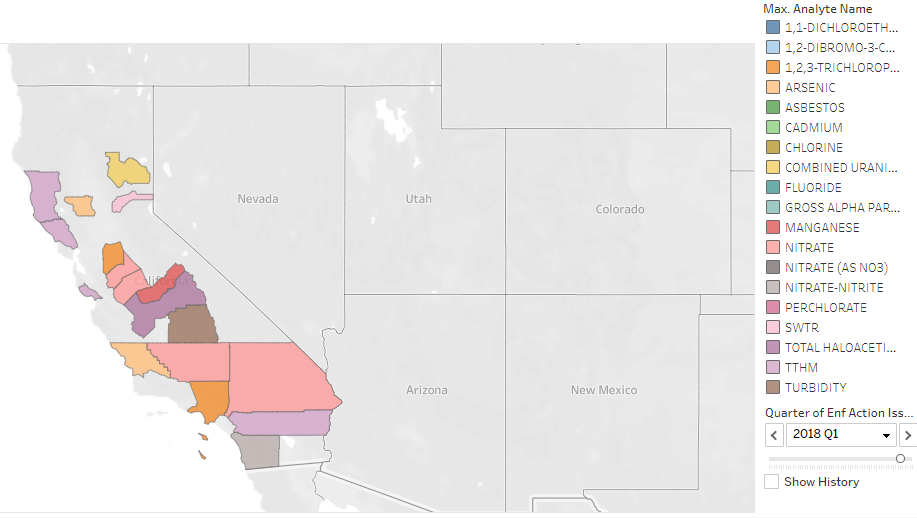 Max. Analyte Name
1,1-DICHLOROETH...
1,2-DIBROMO-3-C...
1,2,3-TRICHLOROP...
ARSENIC
ASBESTOS
CADMIUM
CHLORINE
COMBINED URANI...
FLUORIDE
GROSS ALPHA PAR...
MANGANESE
NITRATE
NITRATE (AS NO3)
NITRATE-NITRITE
PERCHLORATE
SWTR
TOTAL HALOACETI...
TTHM
TURBIDITY
Quarter of Enf Action Iss...
2018 Q1
Show History
Nevada
Utah
Colorado
California
Arizona
New Mexico